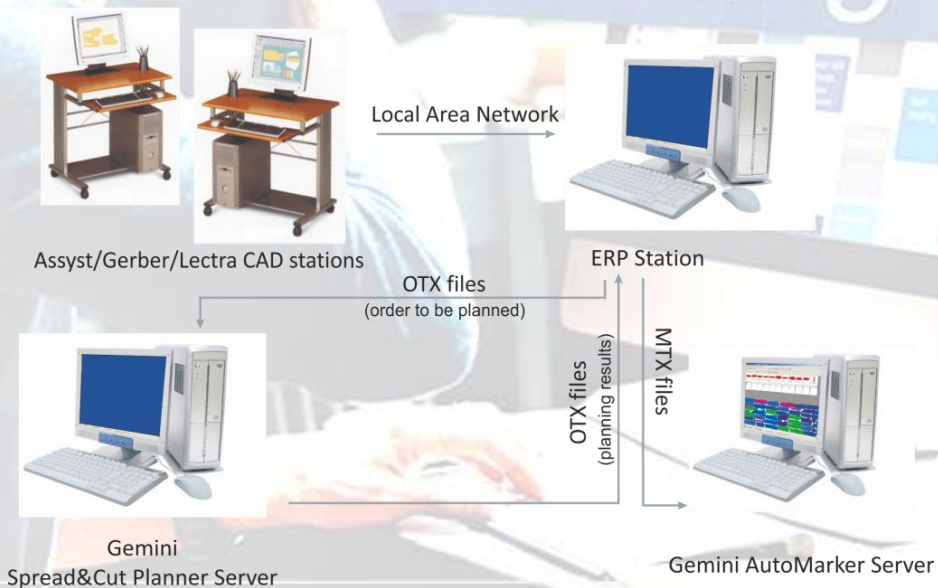 Local Area Network
Assyst/Gerber/Lectra CAD stations
ERP Station
OTX files
(order to be planned)
OTX files
(planning results)
MTX files
Gemini
Spread&Cut Planner Server
Gemini AutoMarker Server